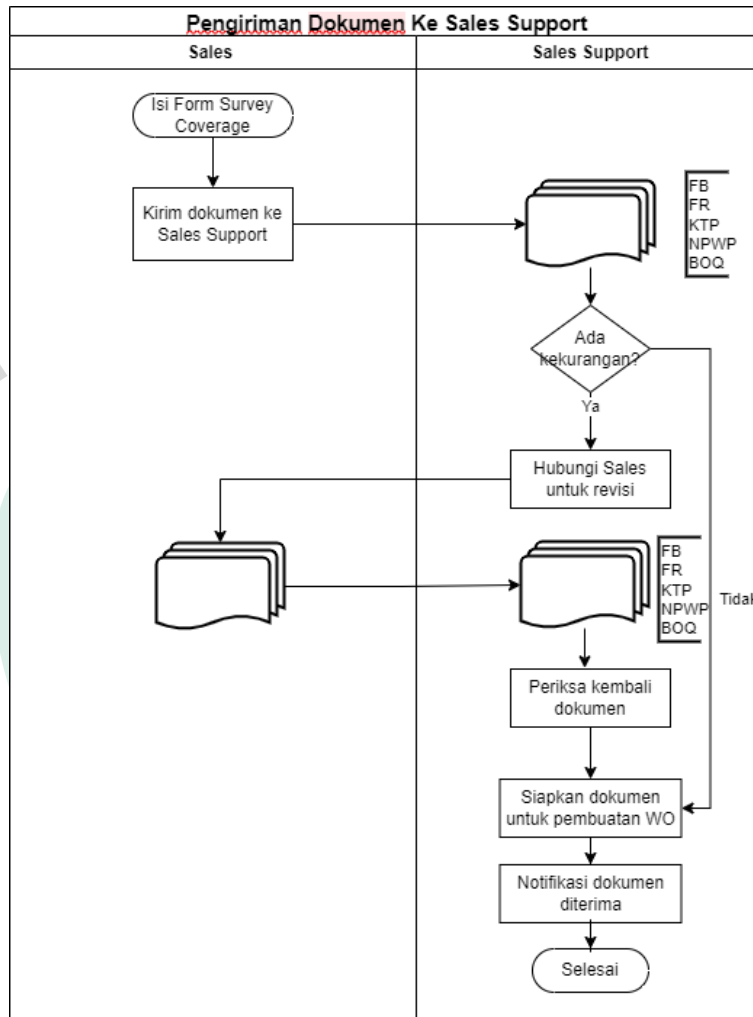 Pengiriman Dokumen Ke Sales Support
Sales
Sales Support
Isi Form Survey
Coverage
Kirim dokumen ke
Sales Support
FB
FR
KTP
NPWP
BOQ
Ada
kekurangan?
Ya
Hubungi Sales
untuk revisi
FB
FR
KTP
NPWP
BOQ
Tidak
Periksa kembali
dokumen
Siapkan dokumen
untuk pembuatan WO
Notifikasi dokumen
diterima
Selesai